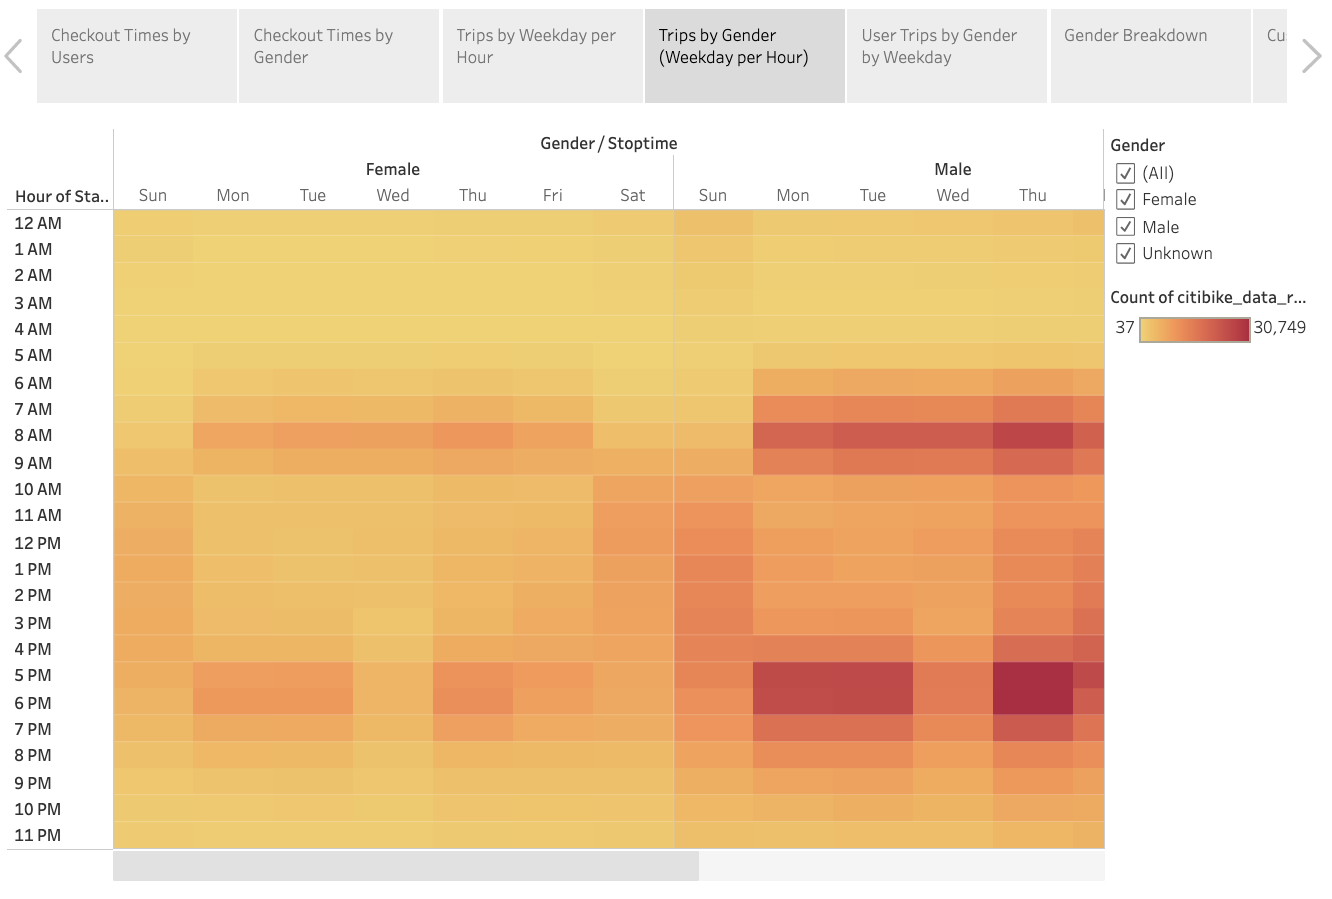 Checkout Times by Users
Checkout Times by Gender
Trips by Weekday per Hour
Trips by Gender (Weekday per Hour)
User Trips by Gender by Weekday
Gender Breakdown
Cu
Gender / Stoptime
Female
Male
Hour of Sta..
Sun Mon Tue Wed Thu Fri Sat Sun Mon Tue Wed Thu
12 AM
1 AM
2 AM
3 AM
4 AM
5 AM
6 AM
7 AM
8 AM
9 AM
10 AM
11 AM
12 PM
1 PM
2 PM
3 PM
4 PM
5 PM
6 PM
7 PM
8 PM
9 PM
10 PM
11 PM
Gender
(All)
Female
Male
Unknown
Count of citibike_data_r...
37 30,749